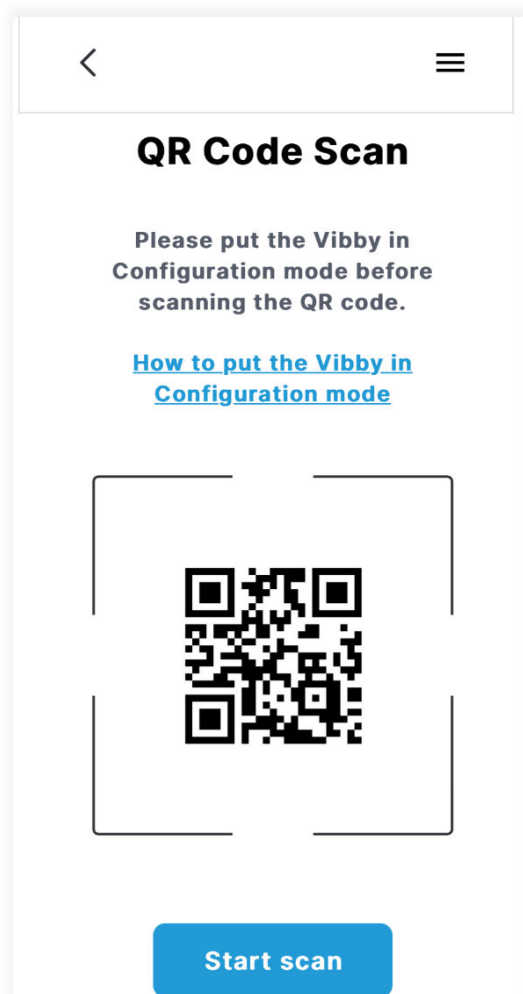 QR Code Scan
Please put the Vibby in
Configuration mode before
scanning the QR code.
How to put the Vibby in
Configuration mode
Start scan